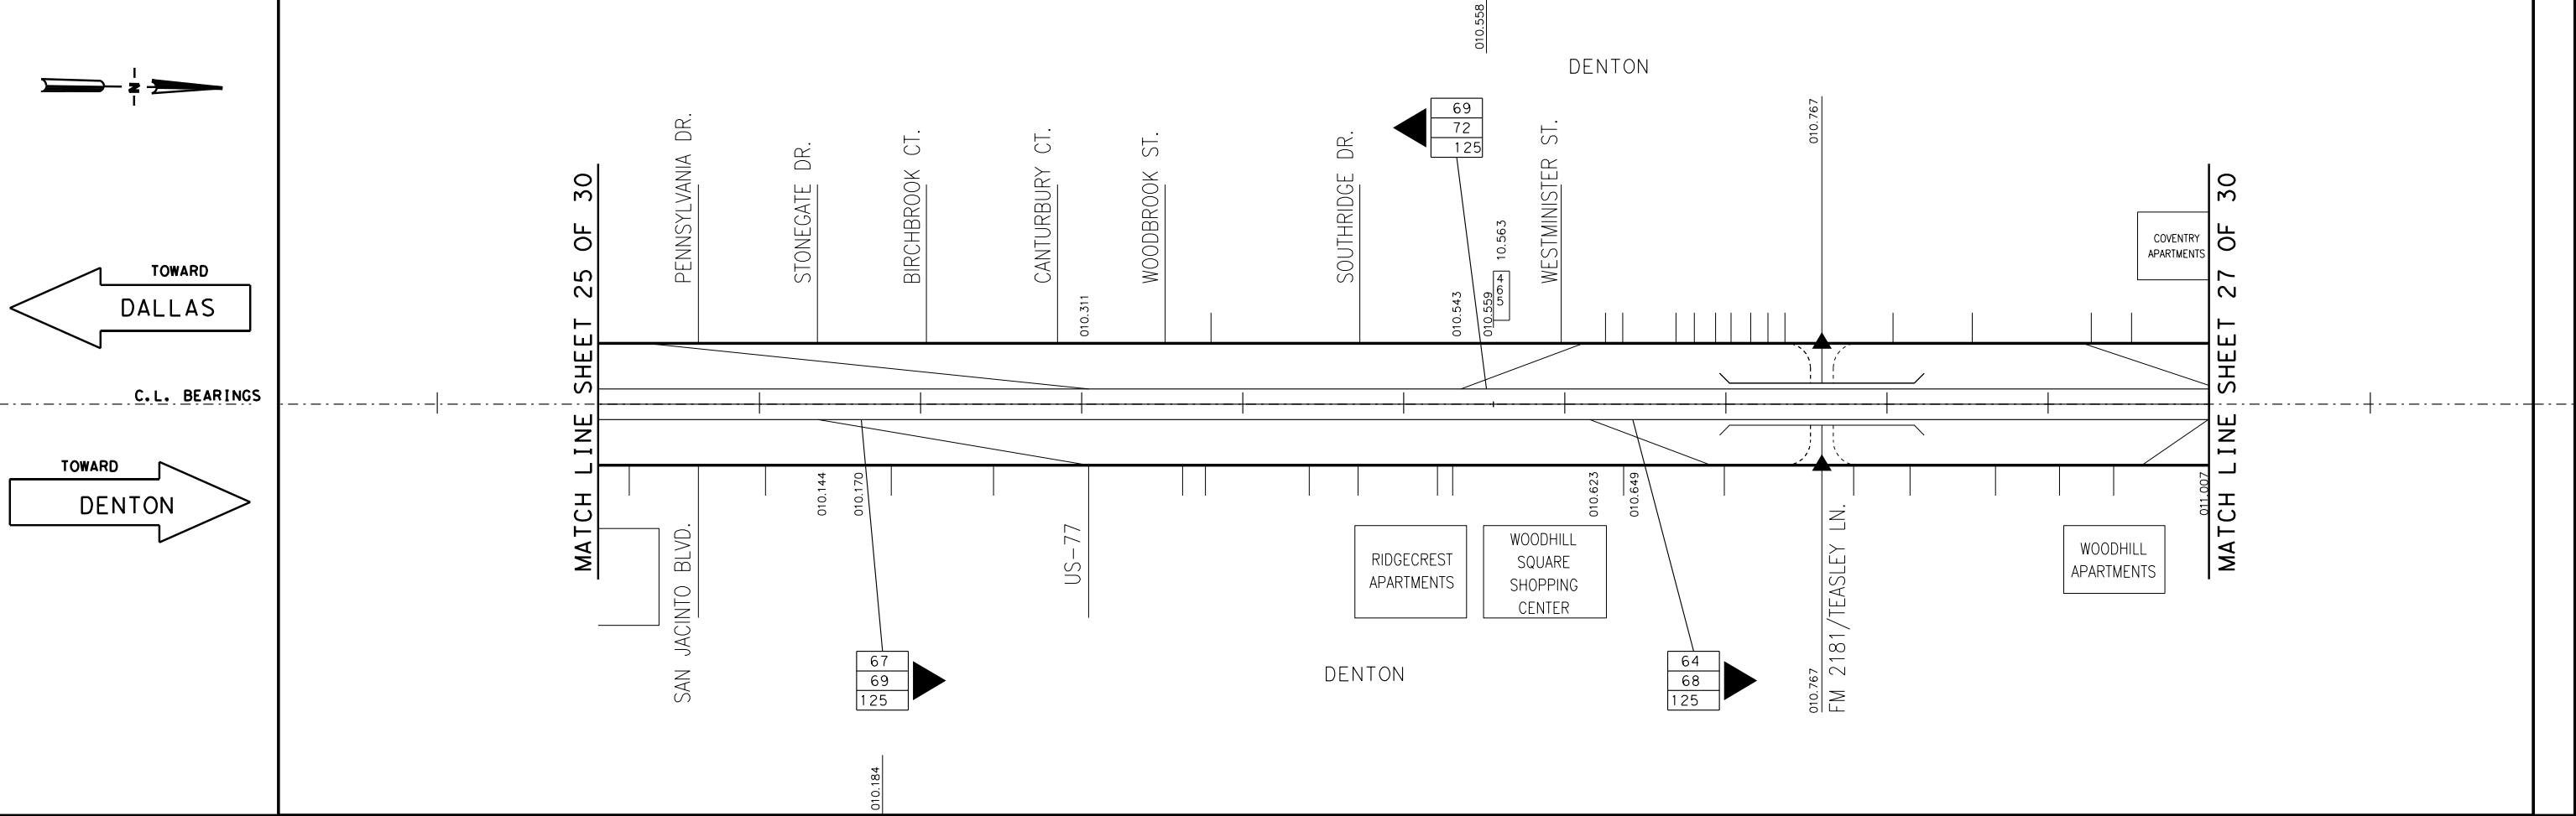 N
TOWARD
DALLAS
C.L. BEARINGS
TOWARD
DENTON
MATCH LINE SHEET 25 OF 30
PENNSYLVANIA DR.
STONEGATE DR.
BIRCHBROOK CT.
CANTURBURY CT.
010.311
WOODBROOK ST.
SOUTHRIDGE DR.
010.558
69
72
125
010.543
010.559
465
10.563
WESTMINISTER ST.
DENTON
010.767
COVENTRY
APARTMENTS
MATCH LINE SHEET 27 OF 30
SAN JACINTO BLVD.
010.144
010.170
67
69
125
010.184
US-77
RIDGECREST
APARTMENTS
DENTON
WOODHILL
SQUARE
SHOPPING
CENTER
010.623
010.649
64
68
125
010.767
FM 2181/TEASLEY LN.
WOODHILL
APARTMENTS
011.007